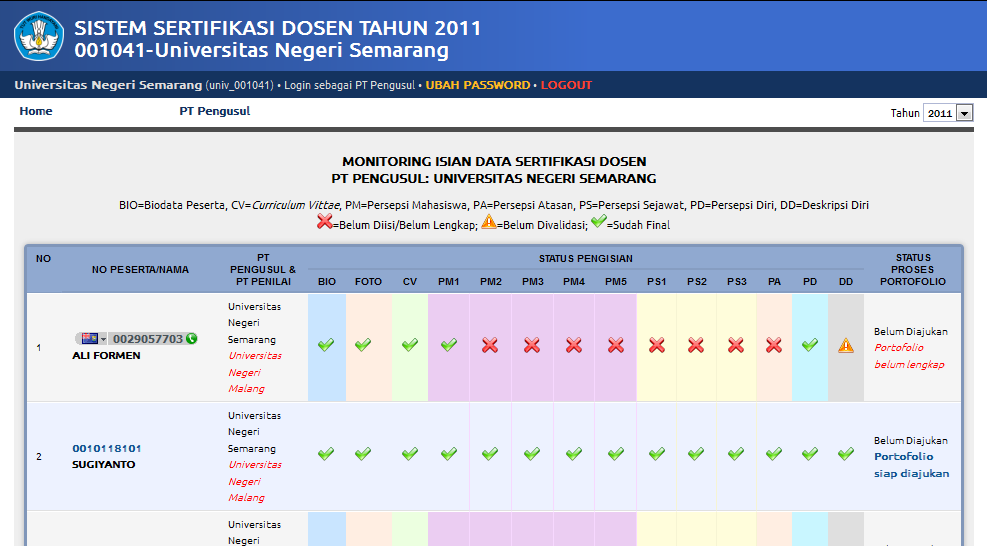 SISTEM SERTIFIKASI DOSEN TAHUN 2011
001041-Universitas Negeri Semarang
Universitas Negeri Semarang (univ_001041) • Login sebagai PT Pengusul • UBAH PASSWORD • LOGOUT
Home PT Pengusul Tahun 2011
MONITORING ISIAN DATA SERTIFIKASI DOSEN
PT PENGUSUL: UNIVERSITAS NEGERI SEMARANG
BIO=Biodata Peserta, CV=Curriculum Vittae, PM=Persepsi Mahasiswa, PA=Persepsi Atasan, PS=Persepsi Sejawat, PD=Persepsi Diri, DD=Deskripsi Diri
=Belum Diisi/Belum Lengkap; =Belum Divalidasi; =Sudah Final
NO
NO PESERTA/NAMA
PT
PENGUSUL &
PT PENILAI
STATUS PENGISIAN
BIO FOTO CV PM1 PM2 PM3 PM4 PM5 PS1 PS2 PS3 PA PD DD
STATUS
PROSES
PORTOFOLIO
1
0029057703
ALI FORMEN
Universitas
Negeri
Semarang
Universitas
Negeri
Malang
Belum Diajukan
Portofolio
belum lengkap
2
0010118101
SUGIYANTO
Universitas
Negeri
Semarang
Universitas
Negeri
Malang
Belum Diajukan
Portofolio
siap diajukan
Universitas
Negeri